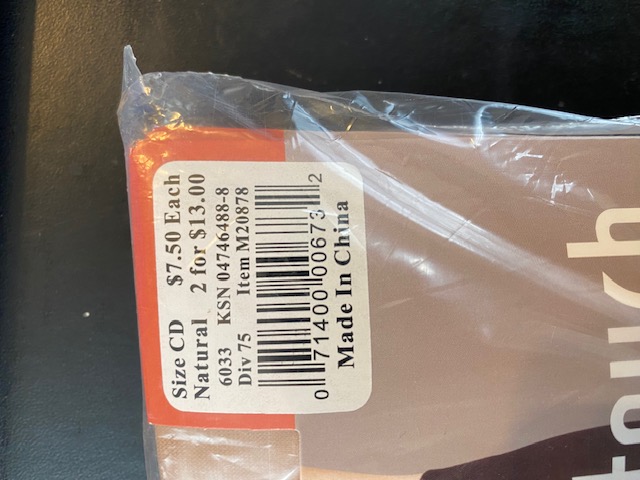 Size CD $7.50 Each
Natural 2 for $13.00
6033 KSN 04746488-8
Div 75 Item M20878
0 71400 00673 2
Made In China
touch